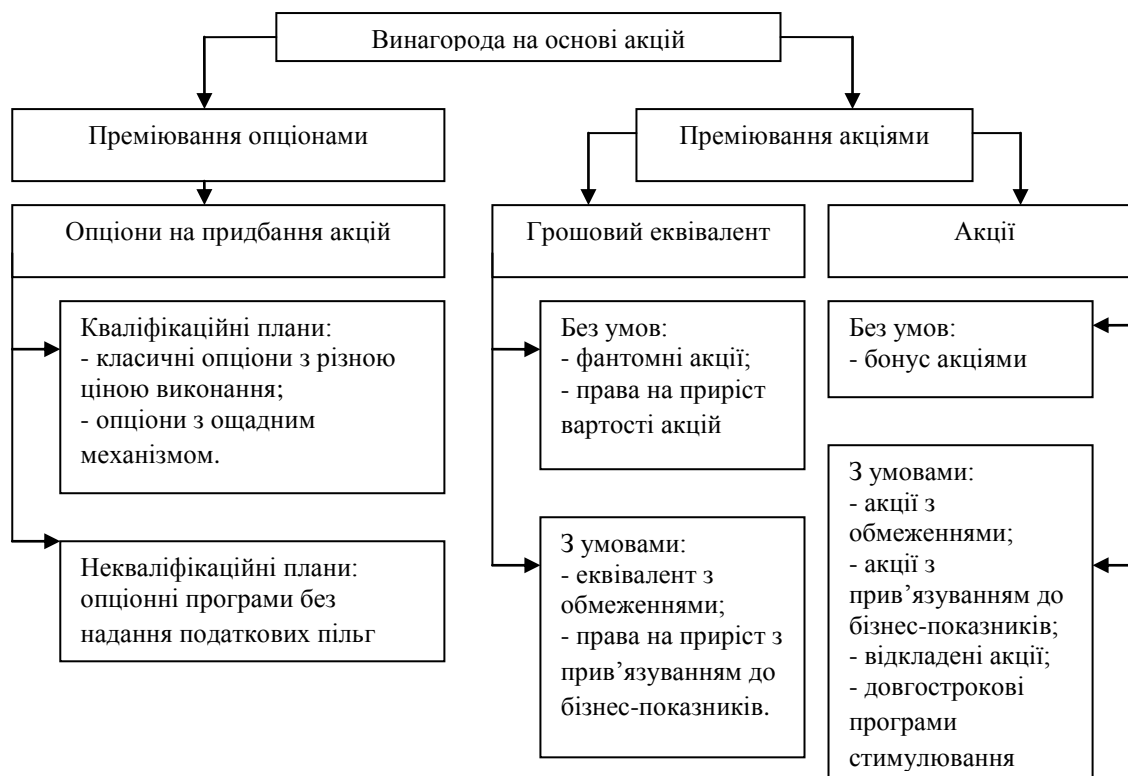 Винагорода на основі акцій
Преміювання опціонами
Преміювання акціями
Опціони на придбання акцій
Грошовий еквівалент
Акції
Кваліфікаційні плани:
- класичні опціони з різною
ціною виконання;
- опціони з ощадним
механізмом.
Некваліфікаційні плани:
опціонні програми без
надання податкових пільг
Без умов:
- фантомні акції;
- права на приріст
вартості акцій
З умовами:
- еквівалент з
обмеженнями;
- права на приріст з
прив’язуванням до
бізнес-показників.
Без умов:
- бонус акціями
З умовами:
- акції з
обмеженнями;
- акції з
прив’язуванням до
бізнес-показників;
- відкладені акції;
- довгострокові
програми
стимулювання